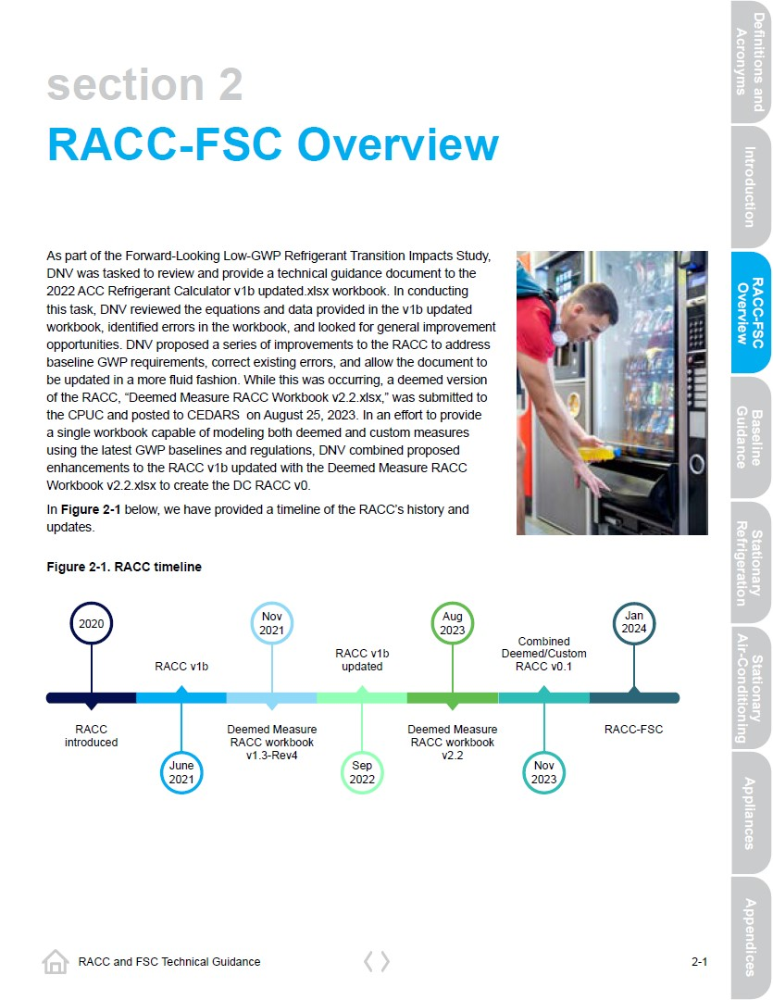 section 2
RACC-FSC Overview
As part of the Forward-Looking Low-GWP Refrigerant Transition Impacts Study,
DNV was tasked to review and provide a technical guidance document to the
2022 ACC Refrigerant Calculator v1b updated.xlsx workbook. In conducting
this task, DNV reviewed the equations and data provided in the v1b updated
workbook, identified errors in the workbook, and looked for general improvement
opportunities. DNV proposed a series of improvements to the RACC to address
baseline GWP requirements, correct existing errors, and allow the document to
be updated in a more fluid fashion. While this was occurring, a deemed version
of the RACC, “Deemed Measure RACC Workbook v2.2.xlsx,” was submitted to
the CPUC and posted to CEDARS on August 25, 2023. In an effort to provide
a single workbook capable of modeling both deemed and custom measures
using the latest GWP baselines and regulations, DNV combined proposed
enhancements to the RACC v1b updated with the Deemed Measure RACC
Workbook v2.2.xlsx to create the DC RACC v0.
In Figure 2-1 below, we have provided a timeline of the RACC’s history and
updates.
Figure 2-1. RACC timeline
2020
RACC
introduced
RACC v1b
June
2021
Nov
2021
Deemed Measure
RACC workbook
v1.3-Rev4
RACC v1b
updated
Sep
2022
Aug
2023
Deemed Measure
RACC workbook
v2.2
Combined
Deemed/Custom
RACC v0.1
Nov
2023
Jan
2024
RACC-FSC
RACC and FSC Technical Guidance
2-1
Definitions and
Acronyms
Introduction
RACC-FSC
Overview
Baseline
Guidance
Stationary
Refrigeration
Stationary
Air-Conditioning
Appliances
Appendices